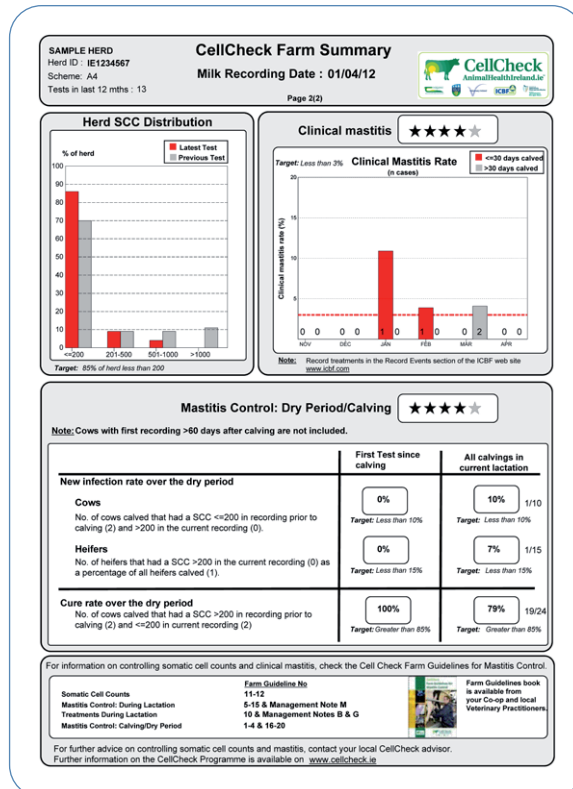 SAMPLE HERD
Herd ID : IE1234567
Scheme: A4
Tests in last 12 mths : 13
CellCheck Farm Summary
Milk Recording Date : 01/04/12
Page 2(2)
CellCheck
AnimalHealthIreland.ie
ICBF
Herd SCC Distribution
% of herd
Latest Test
Previous Test
100
90
80
70
60
50
40
30
20
10
0
<=200 201-500 501-1000 >1000
Target: 85% of herd less than 200
Clinical mastitis
Target: Less than 3%
Clinical Mastitis Rate
(n cases)
<=30 days calved
>30 days calved
Clinical mastitis rate (%)
20
15
10
5
0 0 0 0 1 0 1 0 0 2 0 0
NOV DEC JAN FEB MAR APR
Note: Record treatments in the Record Events section of the ICBF web site
www.icbf.com
Mastitis Control: Dry Period/Calving
Note: Cows with first recording >60 days after calving are not included.
First Test since
calving
All calvings in
current lactation
New infection rate over the dry period
Cows
No. of cows calved that had a SCC <=200 in recording prior to
calving (2) and >200 in the current recording (0).
0%
Target: Less than 10%
10% 1/10
Target: Less than 10%
Heifers
No. of heifers that had a SCC >200 in the current recording (0) as
a percentage of all heifers calved (1).
0%
Target: Less than 15%
7% 1/15
Target: Less than 15%
Cure rate over the dry period
No. of cows calved that had a SCC >200 in recording prior to
calving (2) and <=200 in current recording (2)
100%
Target: Greater than 85%
79% 19/24
Target: Greater than 85%
For information on controlling somatic cell counts and clinical mastitis, check the Cell Check Farm Guidelines for Mastitis Control.
Farm Guideline No
Somatic Cell Counts 11-12
Mastitis Control: During Lactation 5-15 & Management Note M
Treatments During Lactation 10 & Management Notes B & G
Mastitis Control: Calving/Dry Period 1-4 & 16-20
Farm Guidelines book
is available from
your Co-op and local
Veterinary Practitioners.
For further advice on controlling somatic cell counts and mastitis, contact your local CellCheck advisor.
Further information on the CellCheck Programme is available on www.cellcheck.ie